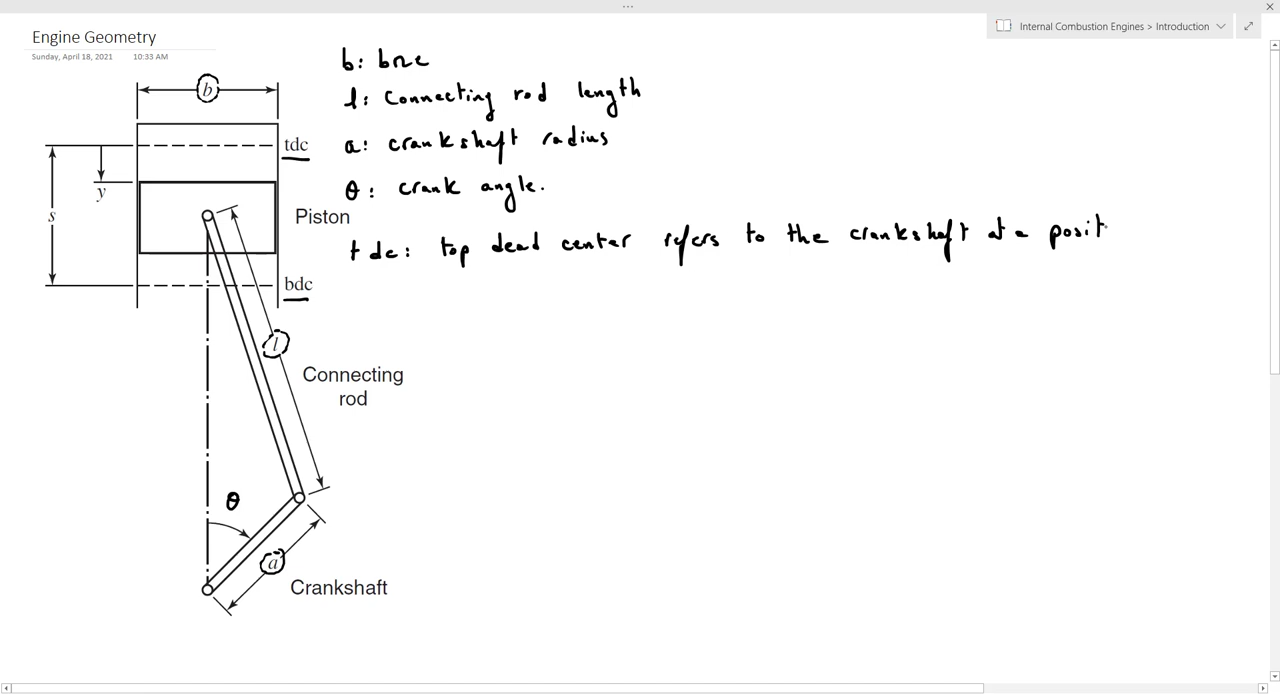 Internal Combustion Engines > Introduction
Engine Geometry
Sunday, April 18, 2021 10:33 AM
b: bore
l: Connecting rod length
a: crankshaft radius
θ: crank angle.
tdc: top dead center refers to the crankshaft at a posit
b
tdc
y
s
Piston
bdc
l
Connecting
rod
θ
a
Crankshaft